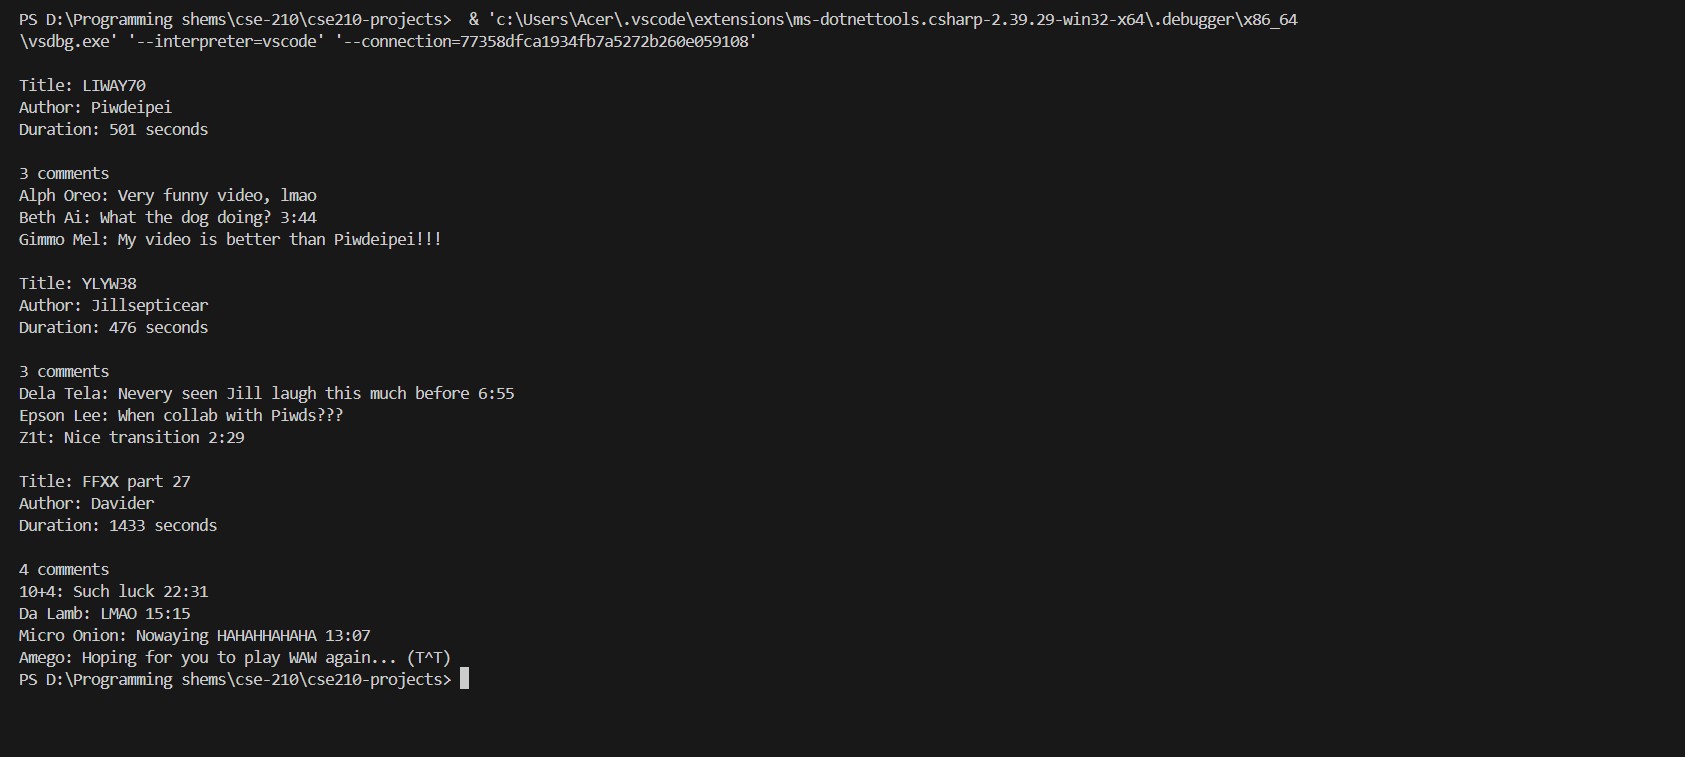 PS D:\Programming shems\cse-210\cse210-projects>  & 'c:\Users\Acer\.vscode\extensions\ms-dotnettools.csharp-2.39.29-win32-x64\.debugger\x86_64
\vsdbg.exe' '--interpreter=vscode' '--connection=77358dfca1934fb7a5272b260e059108'
Title: LIWAY70
Author: Piwdeipei
Duration: 501 seconds
3 comments
Alph Oreo: Very funny video, lmao
Beth Ai: What the dog doing? 3:44
Gimmo Mel: My video is better than Piwdeipei!!!
Title: YLYW38
Author: Jillsepticear
Duration: 476 seconds
3 comments
Dela Tela: Nevery seen Jill laugh this much before 6:55
Epson Lee: When collab with Piwds???
Z1t: Nice transition 2:29
Title: FFXX part 27
Author: Davider
Duration: 1433 seconds
4 comments
10+4: Such luck 22:31
Da Lamb: LMAO 15:15
Micro Onion: Nowaying HAHAHHAHAHA 13:07
Amego: Hoping for you to play WAW again... (T^T)
PS D:\Programming shems\cse-210\cse210-projects>